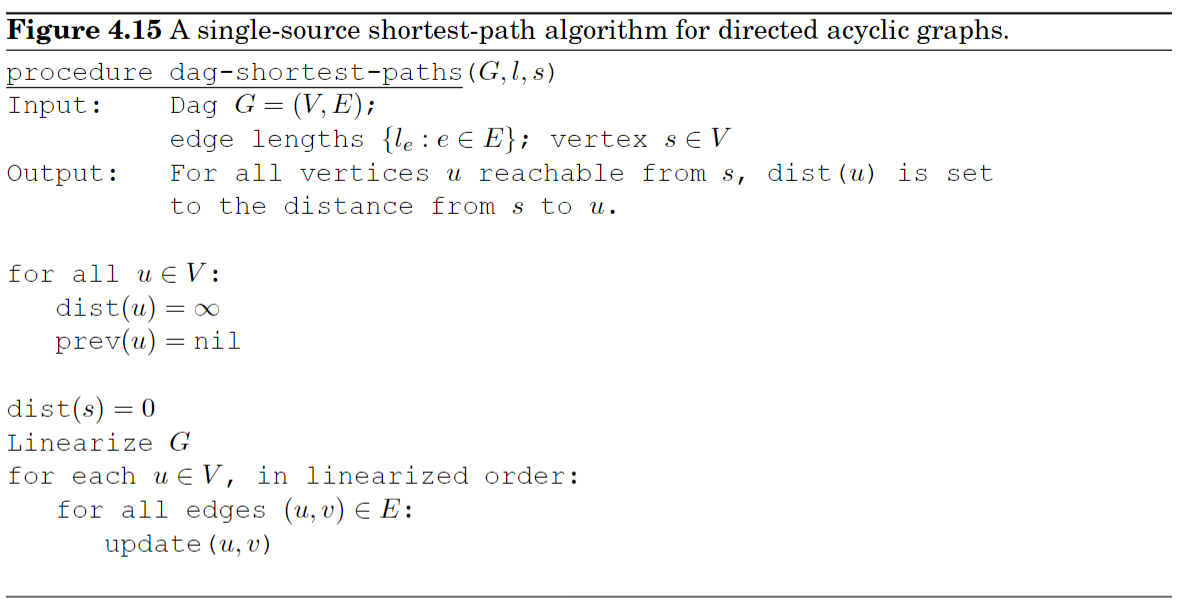 Figure 4.15 A single-source shortest-path algorithm for directed acyclic graphs.
procedure dag-shortest-paths(G, l, s)
Input: Dag G = (V, E);
edge lengths {l_e : e ∈ E}; vertex s ∈ V
Output: For all vertices u reachable from s, dist(u) is set
to the distance from s to u.
for all u ∈ V:
dist(u) = ∞
prev(u) = nil
dist(s) = 0
Linearize G
for each u ∈ V, in linearized order:
for all edges (u, v) ∈ E:
update(u, v)